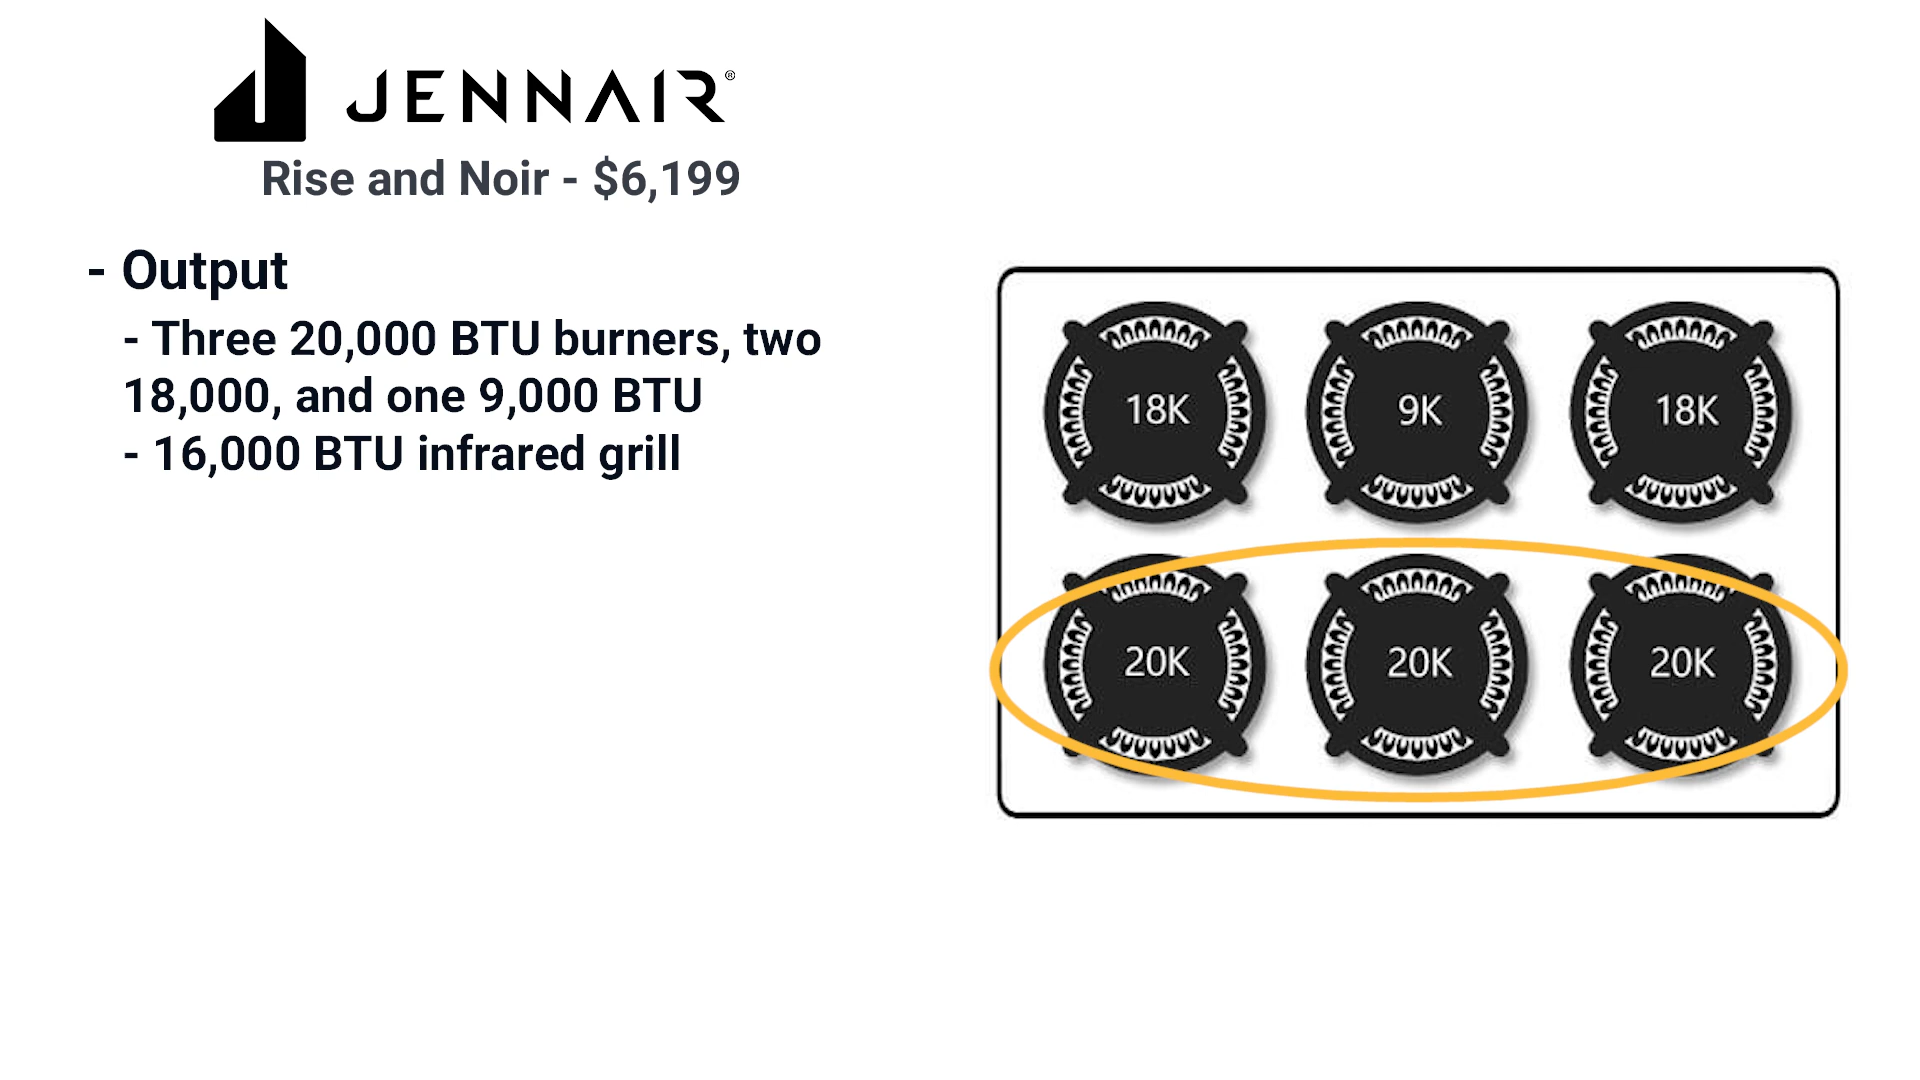 JENNAIR®
Rise and Noir - $6,199
- Output
- Three 20,000 BTU burners, two
18,000, and one 9,000 BTU
- 16,000 BTU infrared grill
18K 9K 18K
20K 20K 20K